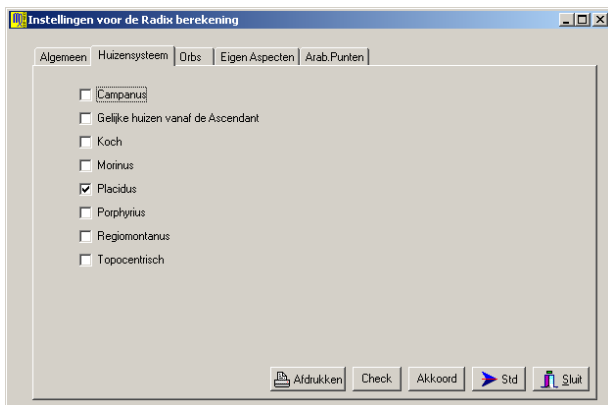 Instellingen voor de Radix berekening
Algemeen Huizensysteem Orbs Eigen Aspecten Arab.Punten
Campanus
Gelijke huizen vanaf de Ascendant
Koch
Morinus
Placidus
Porphyrius
Regiomontanus
Topocentrisch
Afdrukken Check Akkoord Std Sluit